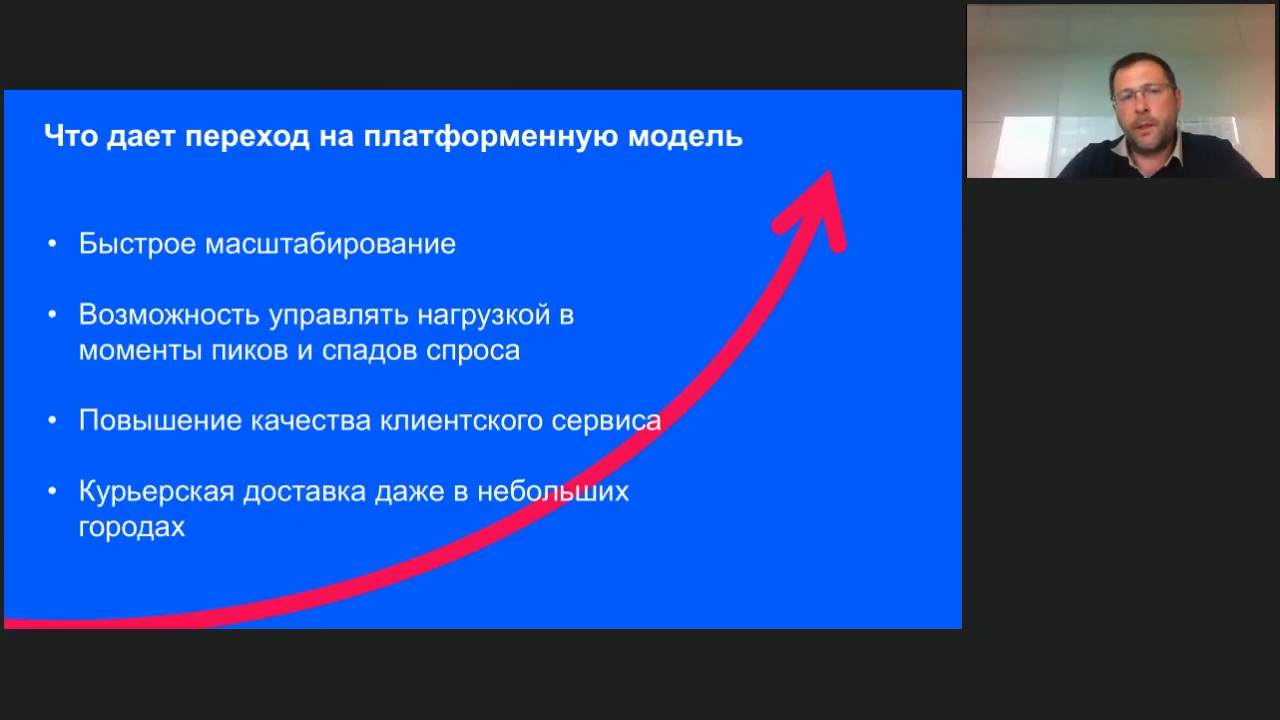 Что дает переход на платформенную модель
• Быстрое масштабирование
• Возможность управлять нагрузкой в
моменты пиков и спадов спроса
• Повышение качества клиентского сервиса
• Курьерская доставка даже в небольших
городах